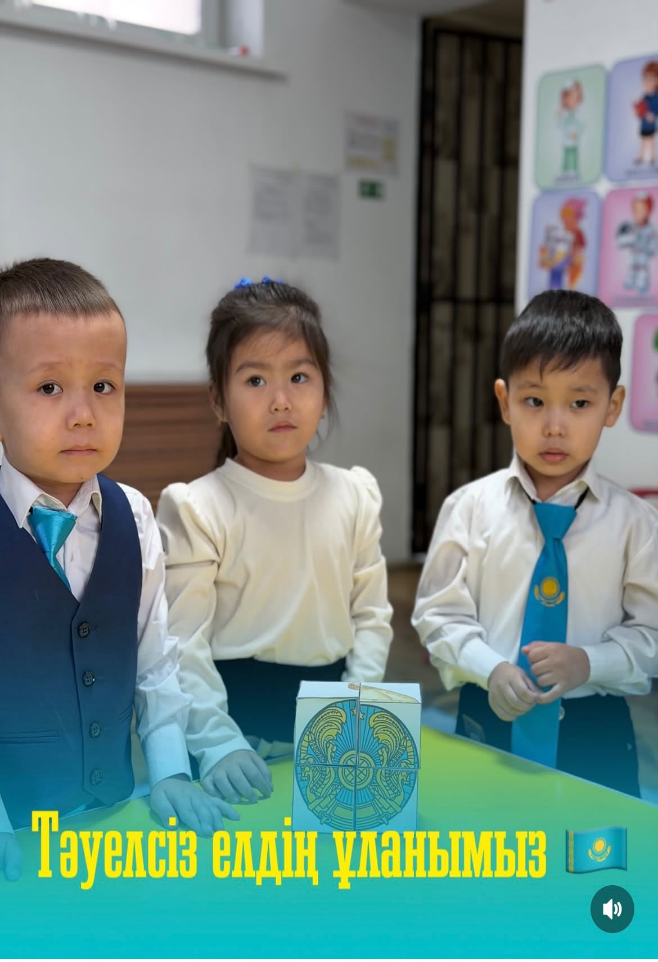 Тәуелсіз елдің ұланымыз